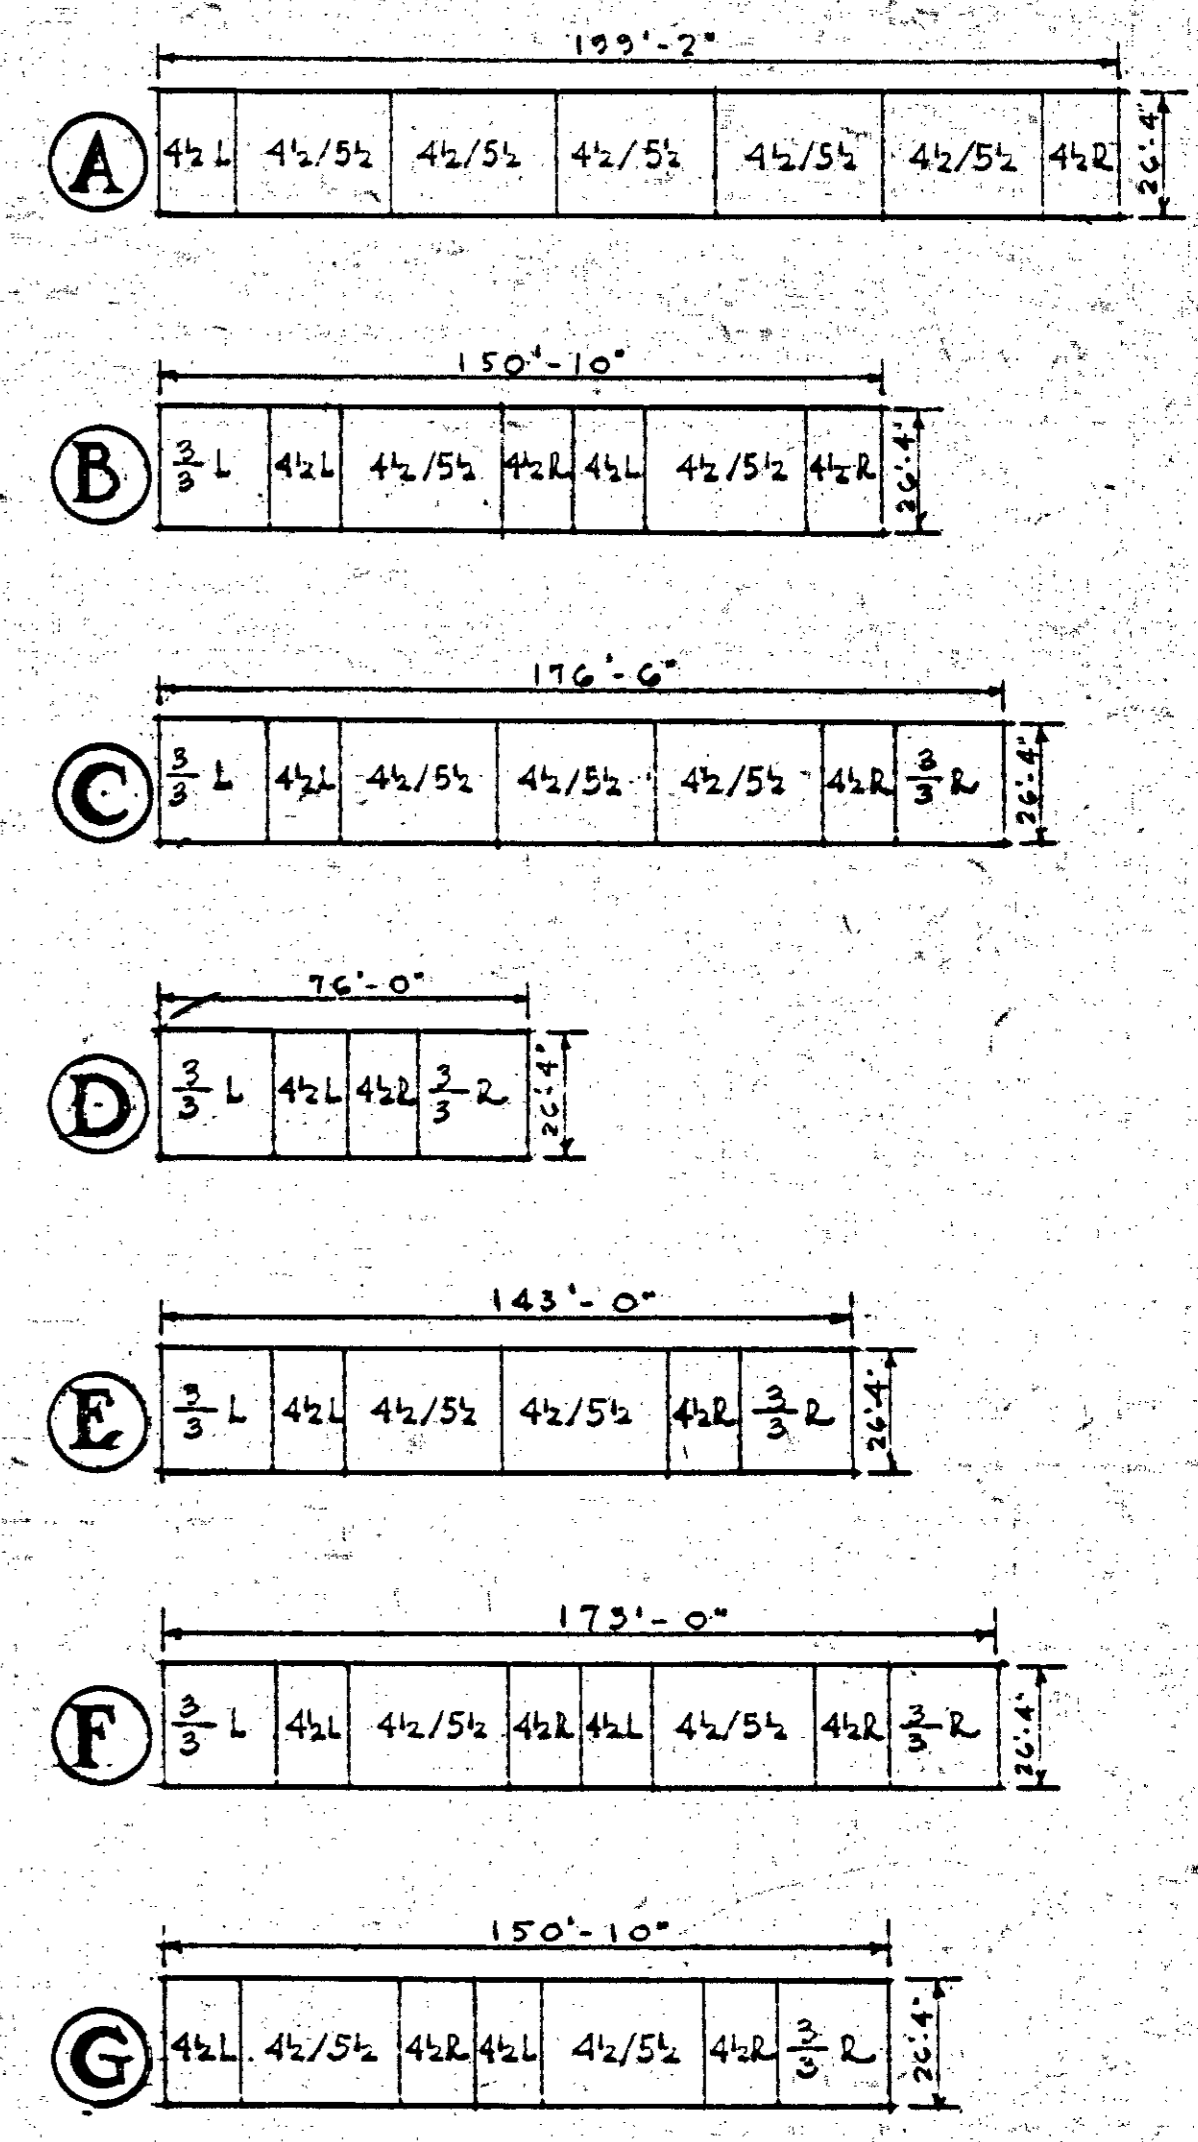 199'-2"
A 4½ L 4½/5½ 4½/5½ 4½/5½ 4½/5½ 4½/5½ 4½R 26'-4"
150'-10"
B 3/3 L 4½L 4½/5½ 4½R 4½L 4½/5½ 4½R 26'-4"
176'-6"
C 3/3 L 4½L 4½/5½ 4½/5½ 4½/5½ 4½R 3/3 R 26'-4"
76'-0"
D 3/3 L 4½L 4½R 3/3 R 26'-4"
143'-0"
E 3/3 L 4½L 4½/5½ 4½/5½ 4½R 3/3 R 26'-4"
173'-0"
F 3/3 L 4½L 4½/5½ 4½R 4½L 4½/5½ 4½R 3/3 R 26'-4"
150'-10"
G 4½L 4½/5½ 4½R 4½L 4½/5½ 4½R 3/3 R 26'-4"